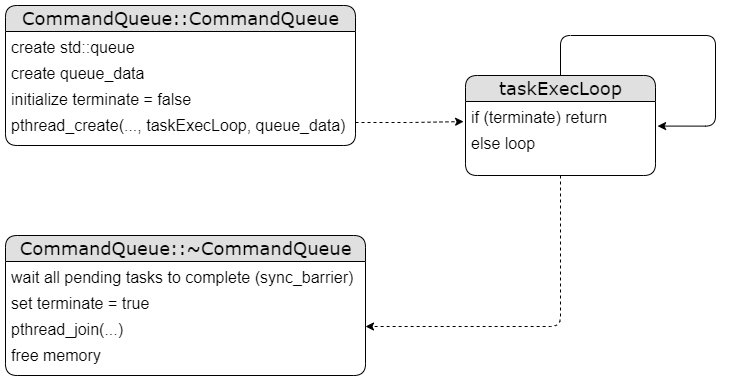 CommandQueue::CommandQueue
create std::queue
create queue_data
initialize terminate = false
pthread_create(..., taskExecLoop, queue_data)
taskExecLoop
if (terminate) return
else loop
CommandQueue::~CommandQueue
wait all pending tasks to complete (sync_barrier)
set terminate = true
pthread_join(...)
free memory